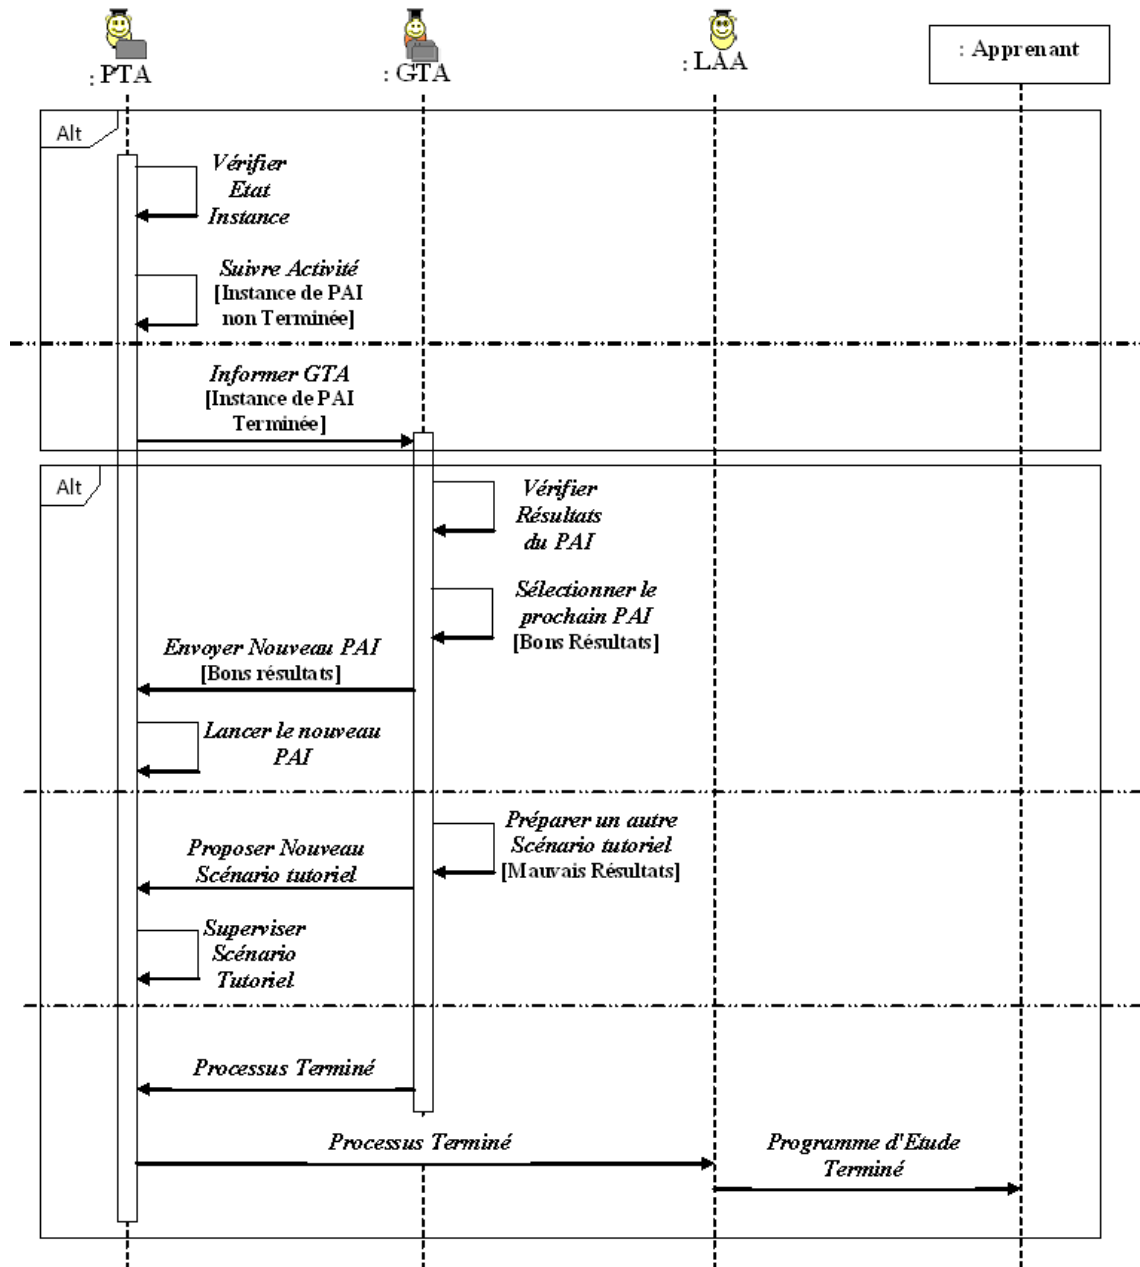 : PTA
: GTA
: LAA
: Apprenant
Alt
Vérifier
Etat
Instance
Suivre Activité
[Instance de PAI
non Terminée]
Informer GTA
[Instance de PAI
Terminée]
Alt
Vérifier
Résultats
du PAI
Sélectionner le
prochain PAI
[Bons Résultats]
Envoyer Nouveau PAI
[Bons résultats]
Lancer le nouveau
PAI
Préparer un autre
Scénario tutoriel
[Mauvais Résultats]
Proposer Nouveau
Scénario tutoriel
Superviser
Scénario
Tutoriel
Processus Terminé
Processus Terminé
Programme d'Etude
Terminé